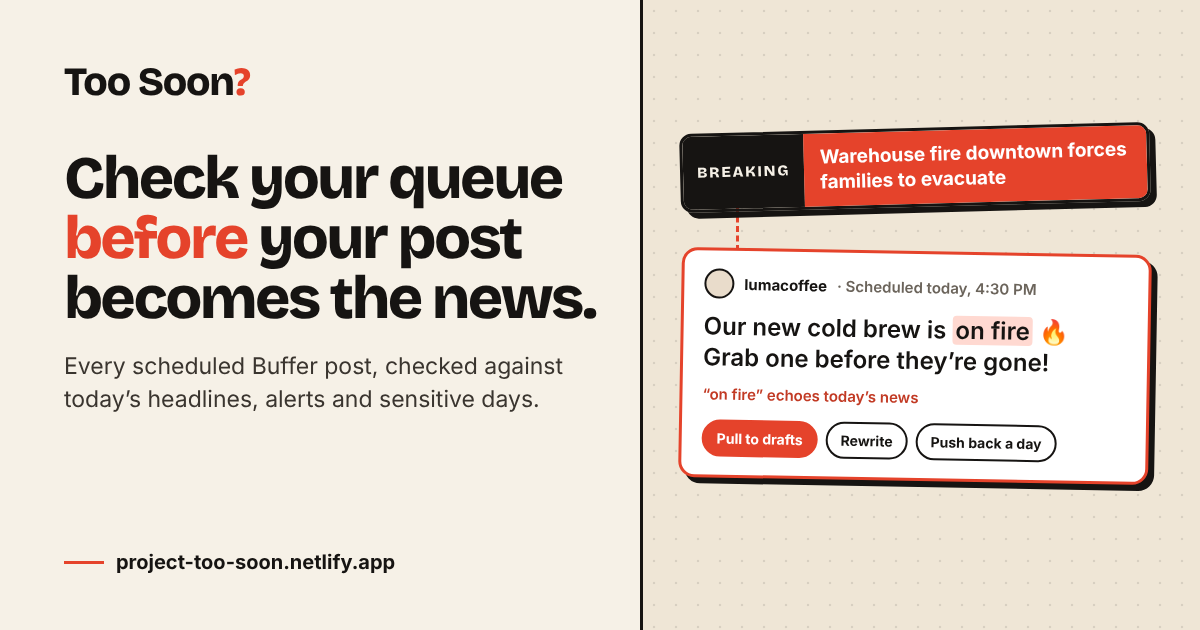 Too Soon?
Check your queue
before your post
becomes the news.
Every scheduled Buffer post, checked against
today’s headlines, alerts and sensitive days.
project-too-soon.netlify.app
BREAKING
Warehouse fire downtown forces
families to evacuate
lumacoffee · Scheduled today, 4:30 PM
Our new cold brew is on fire 🔥
Grab one before they’re gone!
“on fire” echoes today’s news
Pull to drafts Rewrite Push back a day